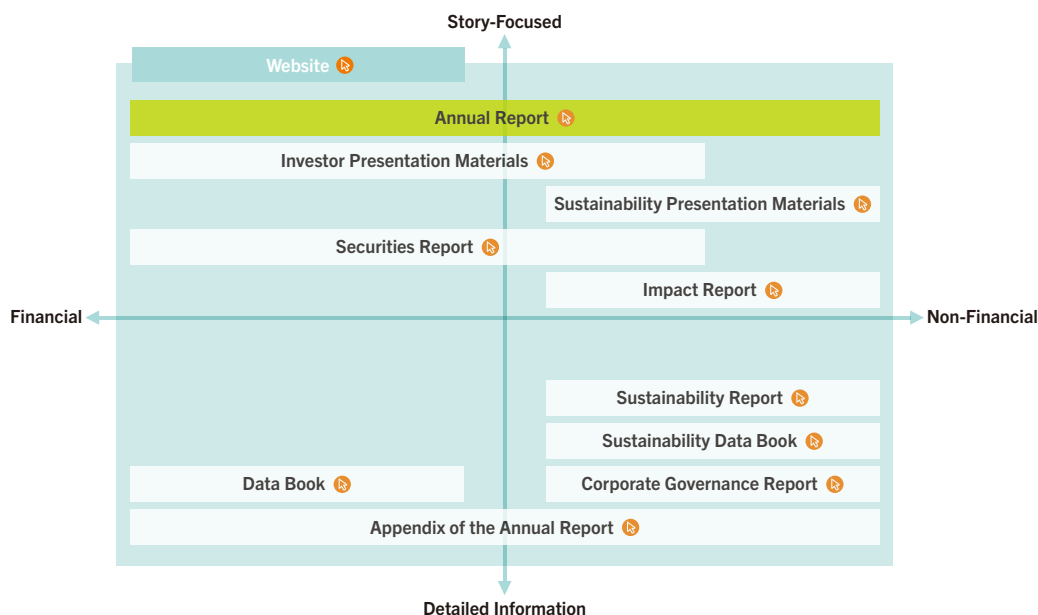 Story-Focused
Website
Annual Report
Investor Presentation Materials
Sustainability Presentation Materials
Securities Report
Impact Report
Financial
Non-Financial
Sustainability Report
Sustainability Data Book
Data Book
Corporate Governance Report
Appendix of the Annual Report
Detailed Information